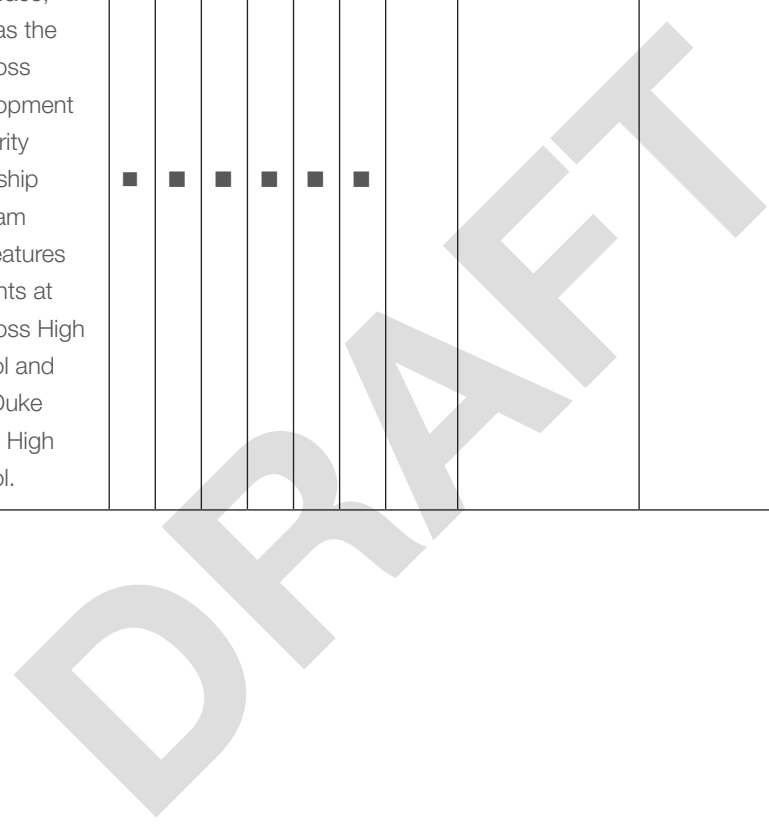 as the
oss
opment
rity
ship
■ ■ ■ ■ ■ ■
am
eatures
nts at
oss High
ol and
Duke
High
ol.
DRAFT